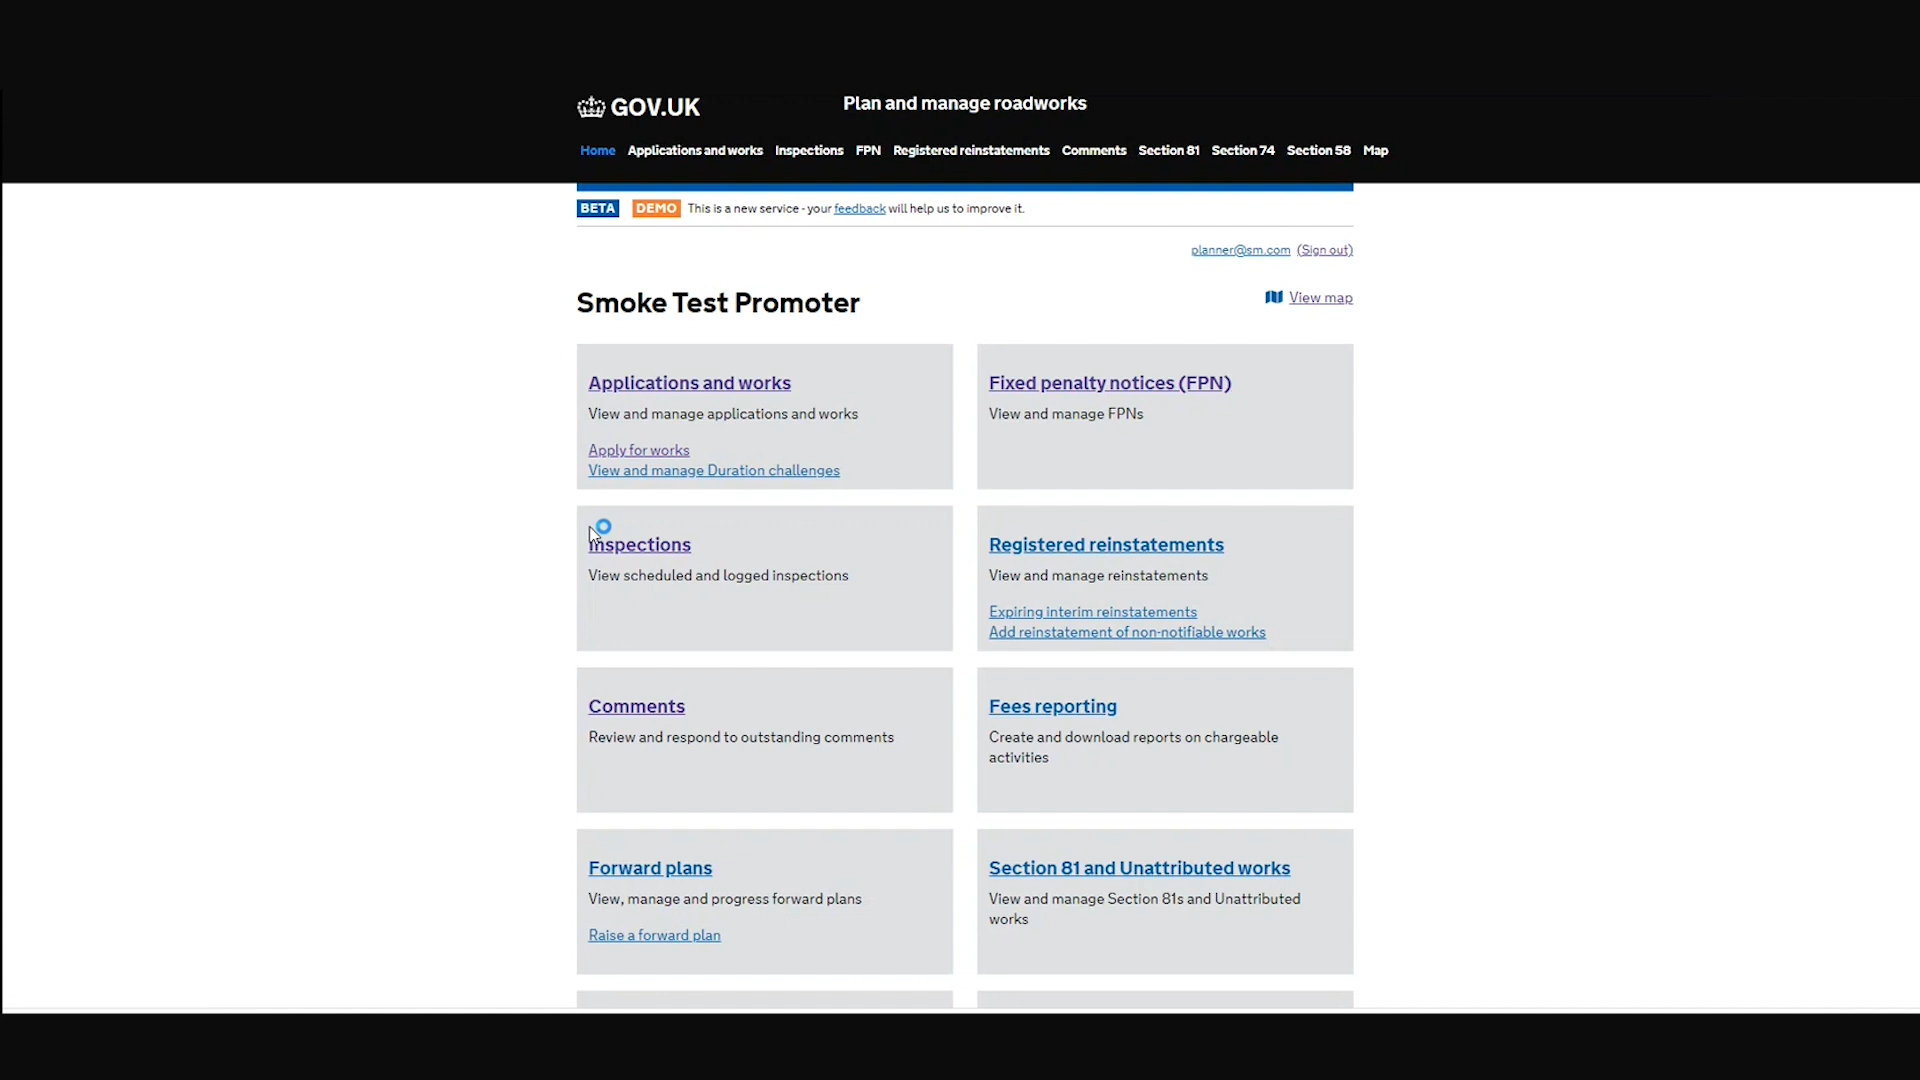 GOV.UK
Plan and manage roadworks
Home Applications and works Inspections FPN Registered reinstatements Comments Section 81 Section 74 Section 58 Map
BETA DEMO This is a new service - your feedback will help us to improve it.
planner@sm.com (Sign out)
Smoke Test Promoter
View map
Applications and works
View and manage applications and works
Apply for works
View and manage Duration challenges
Fixed penalty notices (FPN)
View and manage FPNs
Inspections
View scheduled and logged inspections
Registered reinstatements
View and manage reinstatements
Expiring interim reinstatements
Add reinstatement of non-notifiable works
Comments
Review and respond to outstanding comments
Fees reporting
Create and download reports on chargeable
activities
Forward plans
View, manage and progress forward plans
Raise a forward plan
Section 81 and Unattributed works
View and manage Section 81s and Unattributed
works